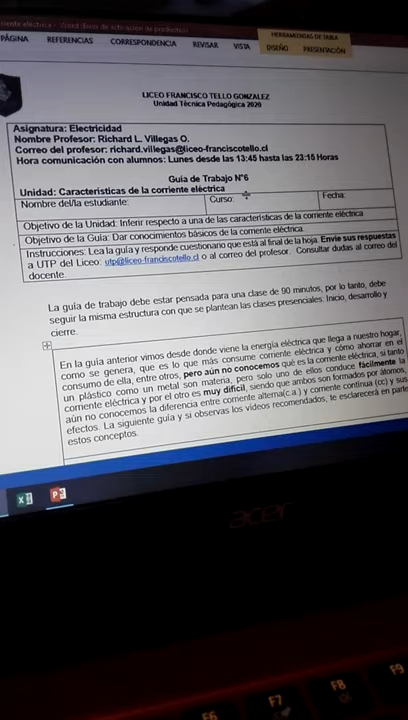 PÁGINA REFERENCIAS CORRESPONDENCIA REVISAR VISTA DISEÑO PRESENTACIÓN
HERRAMIENTAS DE TABLA
LICEO FRANCISCO TELLO GONZALEZ
Unidad Técnica Pedagógica 2020
Asignatura: Electricidad
Nombre Profesor: Richard L. Villegas O.
Correo del profesor: richard.villegas@liceo-franciscotello.cl
Hora comunicación con alumnos: Lunes desde las 13:45 hasta las 23:15 Horas
Guía de Trabajo N°6
Unidad: Características de la corriente eléctrica
Nombre del/la estudiante: Curso: Fecha:
Objetivo de la Unidad: Inferir respecto a una de las características de la corriente eléctrica
Objetivo de la Guía: Dar conocimientos básicos de la corriente eléctrica.
Instrucciones: Lea la guía y responde cuestionario que está al final de la hoja. Envíe sus respuestas
a UTP del Liceo: utp@liceo-franciscotello.cl o al correo del profesor. Consultar dudas al correo del
docente.
La guía de trabajo debe estar pensada para una clase de 90 minutos, por lo tanto, debe
seguir la misma estructura con que se plantean las clases presenciales: Inicio, desarrollo y
cierre.
En la guía anterior vimos desde donde viene la energía eléctrica que llega a nuestro hogar,
como se genera, que es lo que más consume corriente eléctrica y cómo ahorrar en el
consumo de ella, entre otros, pero aún no conocemos qué es la corriente eléctrica, si tanto
un plástico como un metal son materia, pero solo uno de ellos conduce fácilmente la
corriente eléctrica y por el otro es muy difícil, siendo que ambos son formados por átomos,
aún no conocemos la diferencia entre corriente alterna(c.a.) y corriente continua (cc) y sus
efectos. La siguiente guía y si observas los vídeos recomendados, te esclarecerá en parte
estos conceptos.
acer
F6 F7 F8 F9